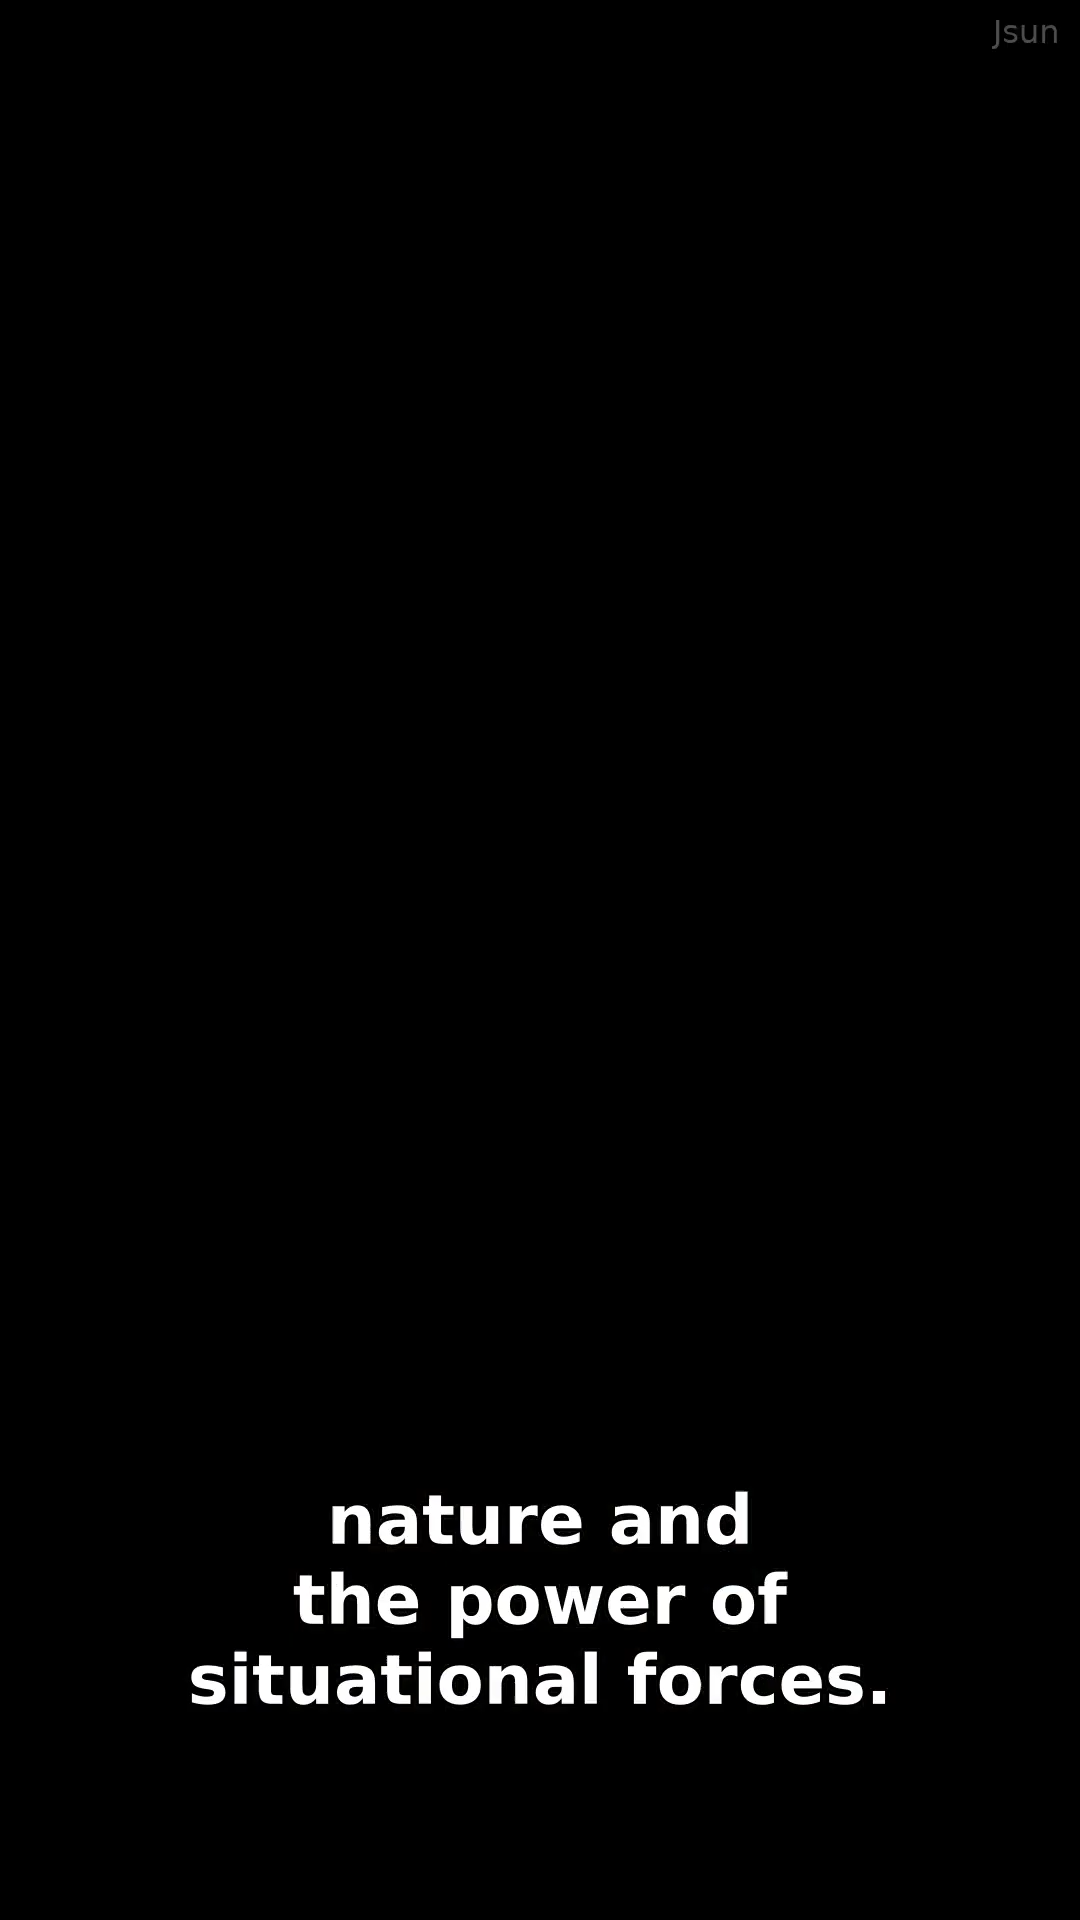 Jsun
nature and
the power of
situational forces.